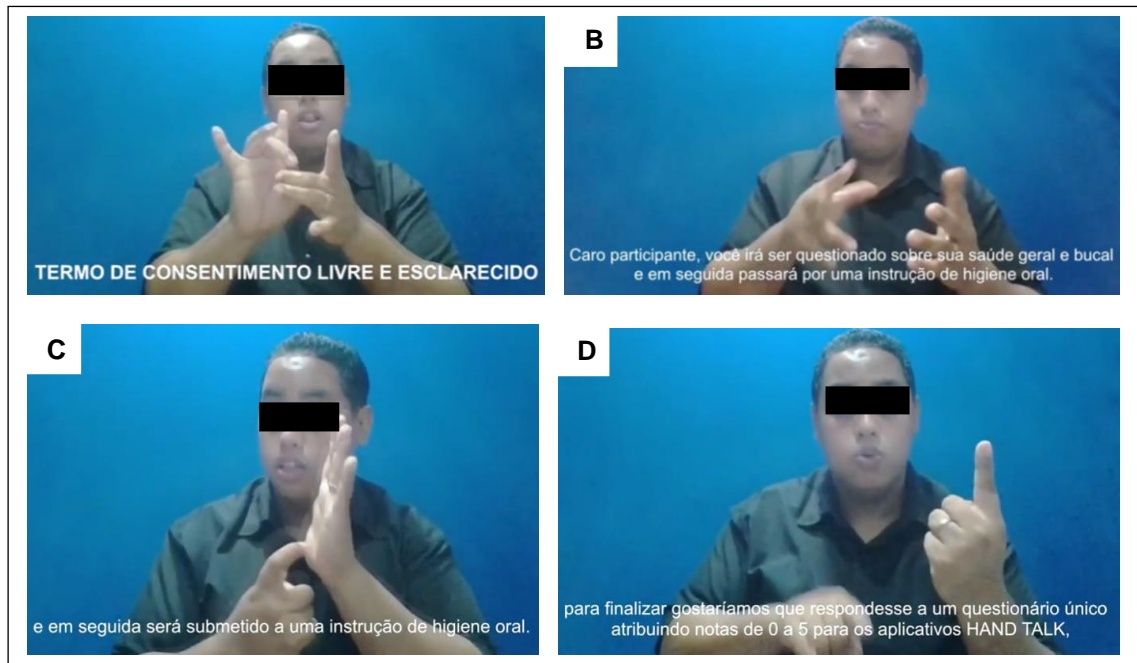 TERMO DE CONSENTIMENTO LIVRE E ESCLARECIDO
B
Caro participante, você irá ser questionado sobre sua saúde geral e bucal
e em seguida passará por uma instrução de higiene oral.
C
e em seguida será submetido a uma instrução de higiene oral.
D
para finalizar gostaríamos que respondesse a um questionário único
atribuindo notas de 0 a 5 para os aplicativos HAND TALK,